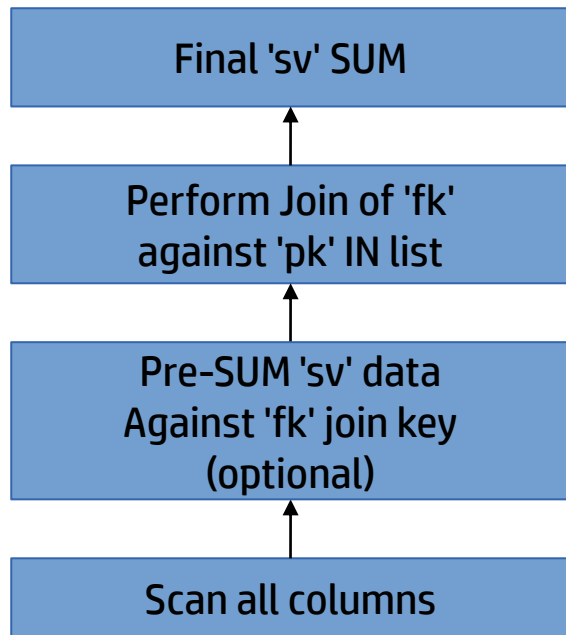 Final 'sv' SUM
Perform Join of 'fk'
against 'pk' IN list
Pre-SUM 'sv' data
Against 'fk' join key
(optional)
Scan all columns